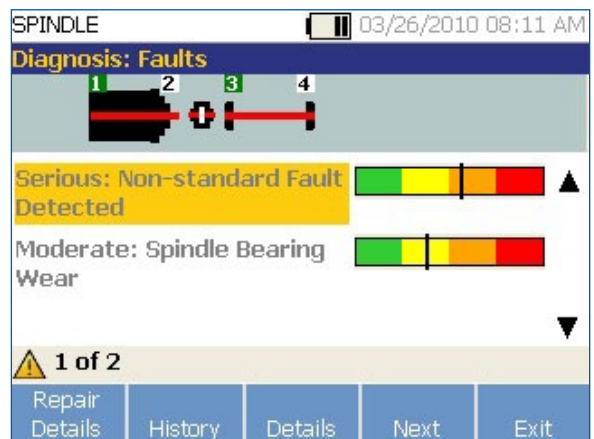 SPINDLE 03/26/2010 08:11 AM
Diagnosis: Faults
1 2 3 4
Serious: Non-standard Fault
Detected
Moderate: Spindle Bearing
Wear
1 of 2
Repair
Details History Details Next Exit